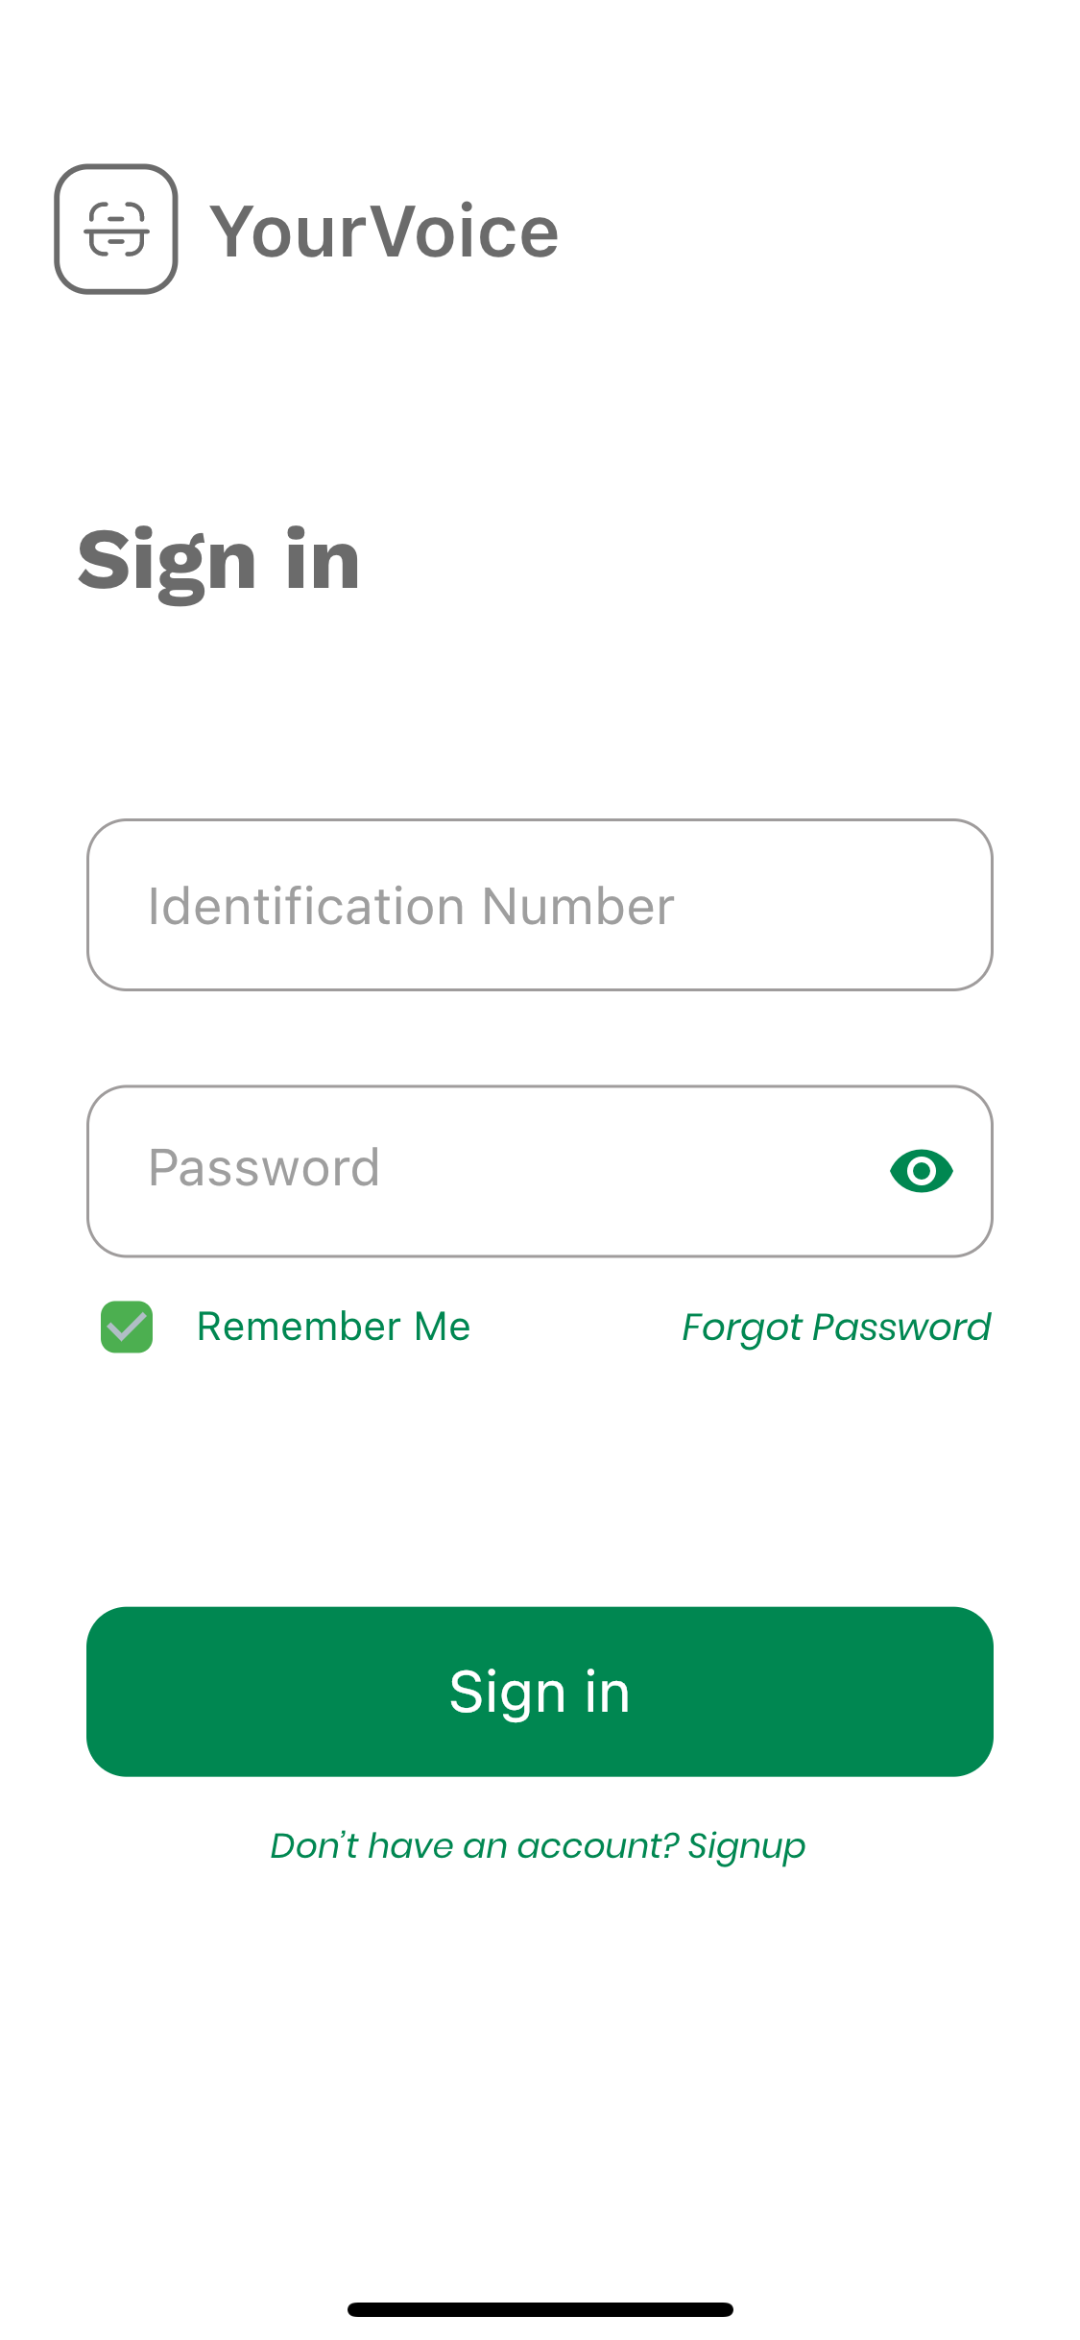 YourVoice
Sign in
Identification Number
Password
Remember Me
Forgot Password
Sign in
Don't have an account? Signup